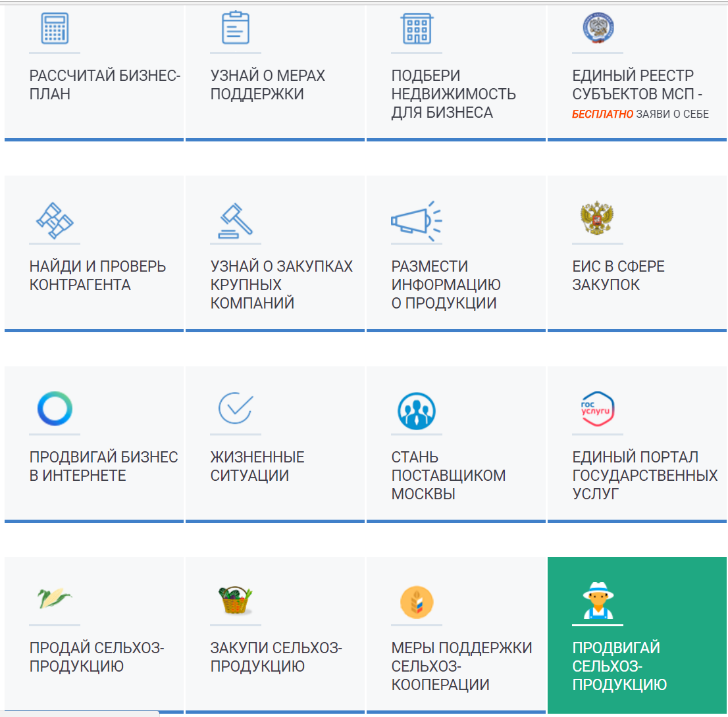 РАССЧИТАЙ БИЗНЕС-
ПЛАН
УЗНАЙ О МЕРАХ
ПОДДЕРЖКИ
ПОДБЕРИ
НЕДВИЖИМОСТЬ
ДЛЯ БИЗНЕСА
ЕДИНЫЙ РЕЕСТР
СУБЪЕКТОВ МСП -
БЕСПЛАТНО ЗАЯВИ О СЕБЕ
НАЙДИ И ПРОВЕРЬ
КОНТРАГЕНТА
УЗНАЙ О ЗАКУПКАХ
КРУПНЫХ
КОМПАНИЙ
РАЗМЕСТИ
ИНФОРМАЦИЮ
О ПРОДУКЦИИ
ЕИС В СФЕРЕ
ЗАКУПОК
ПРОДВИГАЙ БИЗНЕС
В ИНТЕРНЕТЕ
ЖИЗНЕННЫЕ
СИТУАЦИИ
СТАНЬ
ПОСТАВЩИКОМ
МОСКВЫ
гос
услуги
ЕДИНЫЙ ПОРТАЛ
ГОСУДАРСТВЕННЫХ
УСЛУГ
ПРОДАЙ СЕЛЬХОЗ-
ПРОДУКЦИЮ
ЗАКУПИ СЕЛЬХОЗ-
ПРОДУКЦИЮ
МЕРЫ ПОДДЕРЖКИ
СЕЛЬХОЗ-
КООПЕРАЦИИ
ПРОДВИГАЙ
СЕЛЬХОЗ-
ПРОДУКЦИЮ